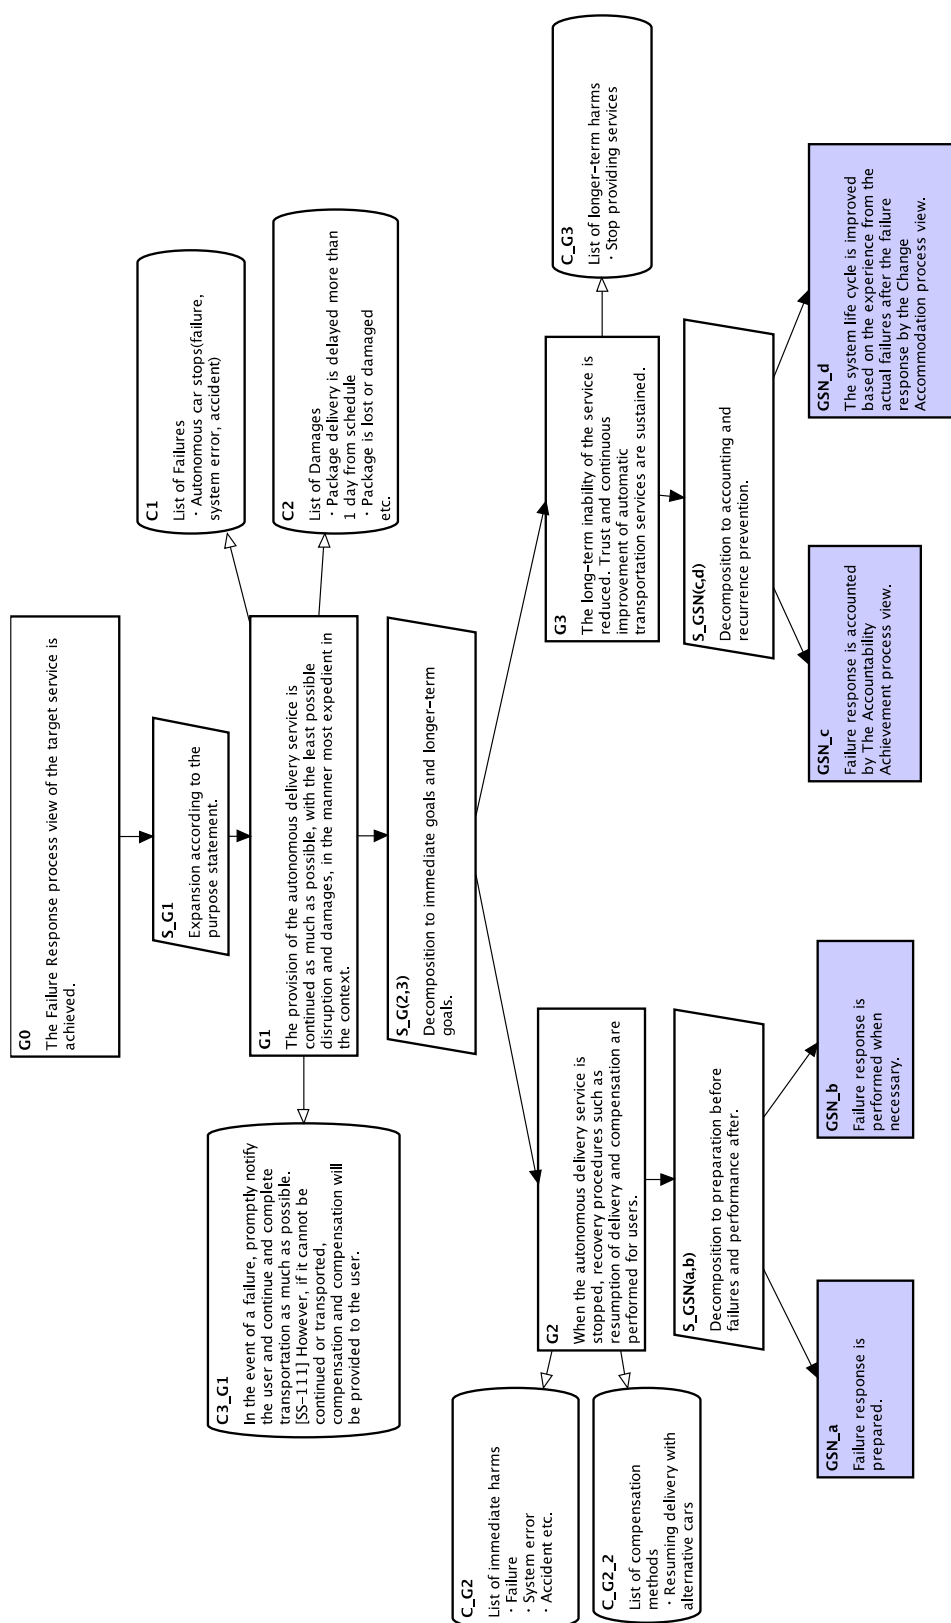 G0
The Failure Response process view of the target service is
achieved.
S_G1
Expansion according to the
purpose statement.
C3_G1
In the event of a failure, promptly notify
the user and continue and complete
transportation as much as possible.
[SS-111] However, if it cannot be
continued or transported,
compensation and compensation will
be provided to the user.
G1
The provision of the autonomous delivery service is
continued as much as possible, with the least possible
disruption and damages, in the manner most expedient in
the context.
C1
List of Failures
・Autonomous car stops(failure,
system error, accident)
C2
List of Damages
・Package delivery is delayed more than
1 day from schedule
・Package is lost or damaged
etc.
S_G(2,3)
Decomposition to immediate goals and longer-term
goals.
C_G2
List of immediate harms
・Failure
・System error
・Accident etc.
C_G2_2
List of compensation
methods
・Resuming delivery with
alternative cars
G2
When the autonomous delivery service is
stopped, recovery procedures such as
resumption of delivery and compensation are
performed for users.
G3
The long-term inability of the service is
reduced. Trust and continuous
improvement of automatic
transportation services are sustained.
C_G3
List of longer-term harms
・Stop providing services
S_GSN(a,b)
Decomposition to preparation before
failures and performance after.
S_GSN(c,d)
Decomposition to accounting and
recurrence prevention.
GSN_a
Failure response is
prepared.
GSN_b
Failure response is
performed when
necessary.
GSN_c
Failure response is accounted
by The Accountability
Achievement process view.
GSN_d
The system life cycle is improved
based on the experience from the
actual failures after the failure
response by the Change
Accommodation process view.